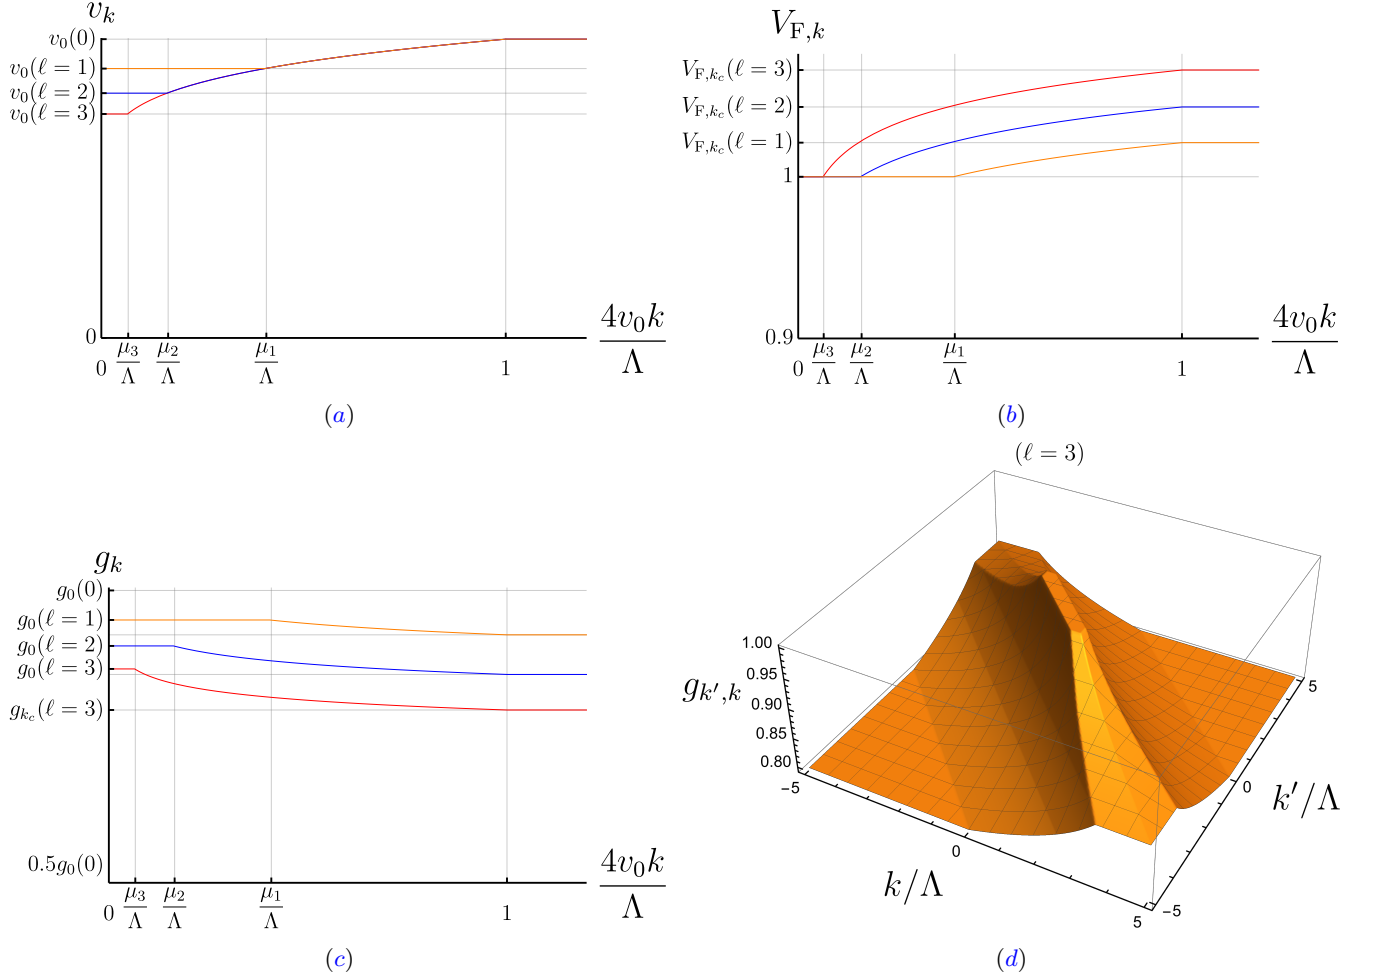 v_k
v_0(0)
v_0(ℓ = 1)
v_0(ℓ = 2)
v_0(ℓ = 3)
0
0 μ_3/Λ μ_2/Λ μ_1/Λ 1
4v_0k/Λ
(a)
V_{F,k}
V_{F,k_c}(ℓ = 3)
V_{F,k_c}(ℓ = 2)
V_{F,k_c}(ℓ = 1)
1
0.9
0 μ_3/Λ μ_2/Λ μ_1/Λ 1
4v_0k/Λ
(b)
g_k
g_0(0)
g_0(ℓ = 1)
g_0(ℓ = 2)
g_0(ℓ = 3)
g_{k_c}(ℓ = 3)
0.5g_0(0)
0 μ_3/Λ μ_2/Λ μ_1/Λ 1
4v_0k/Λ
(c)
(ℓ = 3)
1.00
0.95
0.90
0.85
0.80
g_{k′,k}
−5
0
5
k/Λ
−5
0
5
k′/Λ
(d)